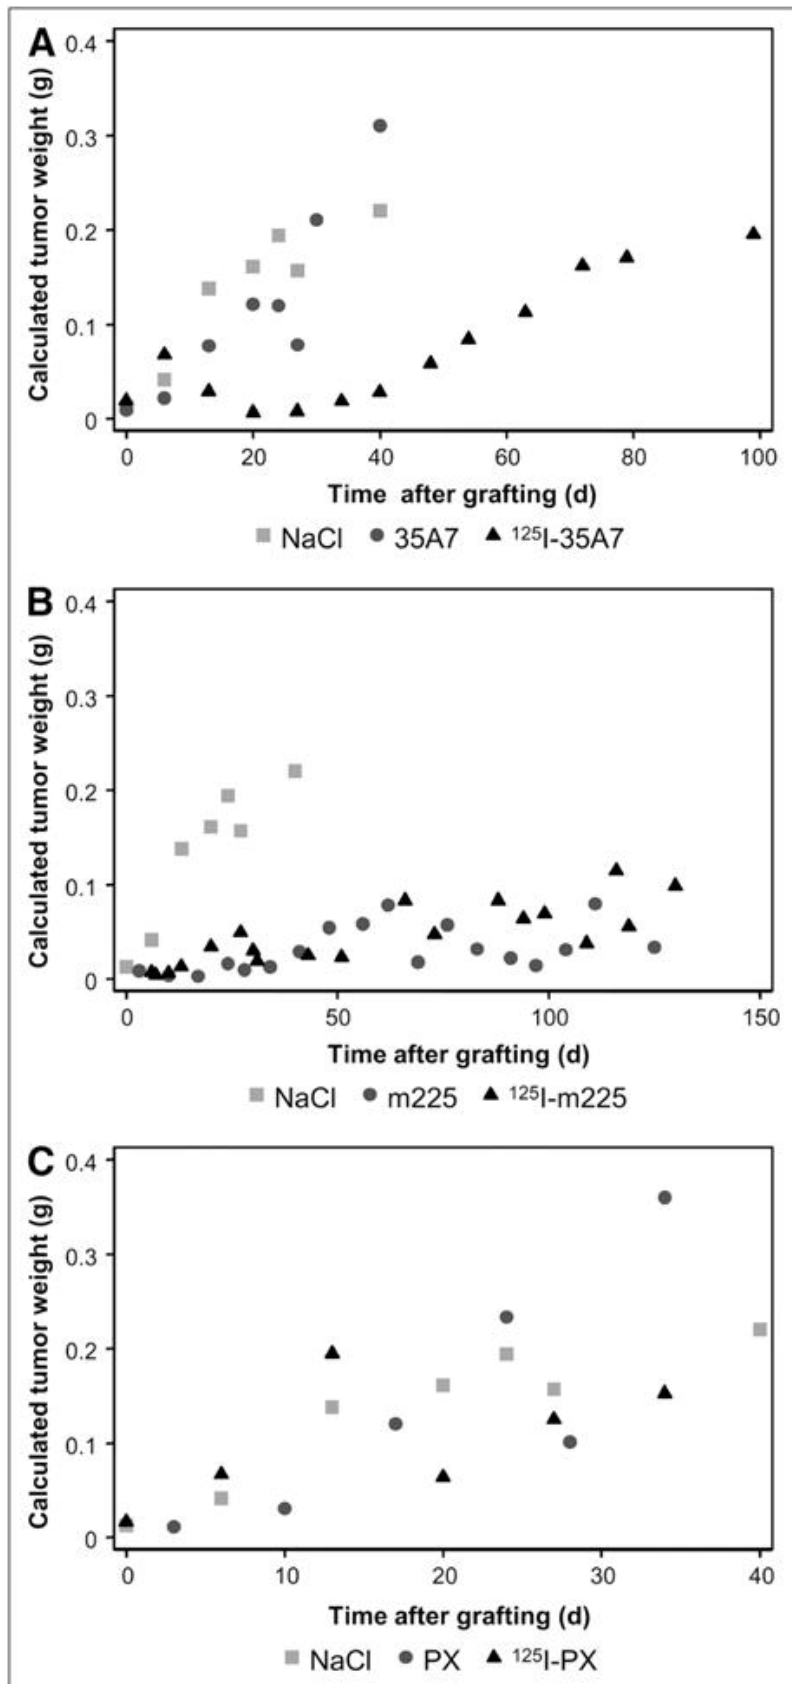 A
Calculated tumor weight (g)
0.4
0.3
0.2
0.1
0
0 20 40 60 80 100
Time after grafting (d)
NaCl 35A7 ¹²⁵I-35A7
B
Calculated tumor weight (g)
0.4
0.3
0.2
0.1
0
0 50 100 150
Time after grafting (d)
NaCl m225 ¹²⁵I-m225
C
Calculated tumor weight (g)
0.4
0.3
0.2
0.1
0
0 10 20 30 40
Time after grafting (d)
NaCl PX ¹²⁵I-PX